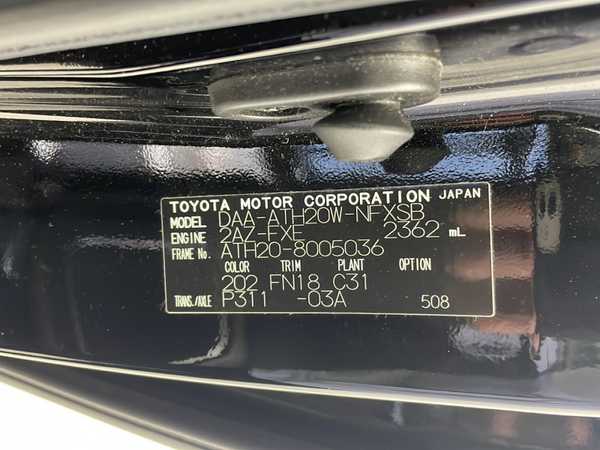 TOYOTA MOTOR CORPORATION JAPAN
MODEL DAA-ATH20W-NFXSB
ENGINE 2AZ-FXE 2362 mL
FRAME No. ATH20-8005036
COLOR TRIM PLANT OPTION
202 FN18 C31
TRANS./AXLE P311 -03A 508